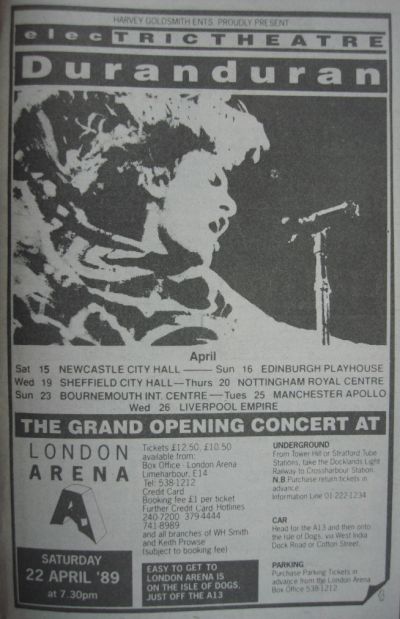 HARVEY GOLDSMITH ENTS. PROUDLY PRESENT
elecTRICTHEATRE
Duranduran
April
Sat 15 NEWCASTLE CITY HALL — Sun 16 EDINBURGH PLAYHOUSE
Wed 19 SHEFFIELD CITY HALL — Thurs 20 NOTTINGHAM ROYAL CENTRE
Sun 23 BOURNEMOUTH INT. CENTRE — Tues 25 MANCHESTER APOLLO
Wed 26 LIVERPOOL EMPIRE
THE GRAND OPENING CONCERT AT
LONDON
ARENA
A
SATURDAY
22 APRIL '89
at 7.30pm
Tickets £12.50, £10.50
available from:
Box Office - London Arena
Limeharbour, E14
Tel: 538-1212
Credit Card
Booking fee £1 per ticket
Further Credit Card Hotlines
240-7200 379-4444
741-8989
and all branches of WH Smith
and Keith Prowse
(subject to booking fee)
EASY TO GET TO
LONDON ARENA IS
ON THE ISLE OF DOGS.
JUST OFF THE A13
UNDERGROUND
From Tower Hill or Stratford Tube
Stations, take the Docklands Light
Railway to Crossharbour Station.
N.B. Purchase return tickets in
advance.
Information Line 01-222-1234
CAR
Head for the A13 and then onto
the Isle of Dogs, via West India
Dock Road or Cotton Street.
PARKING
Purchase Parking Tickets in
advance from the London Arena
Box Office 538 1212